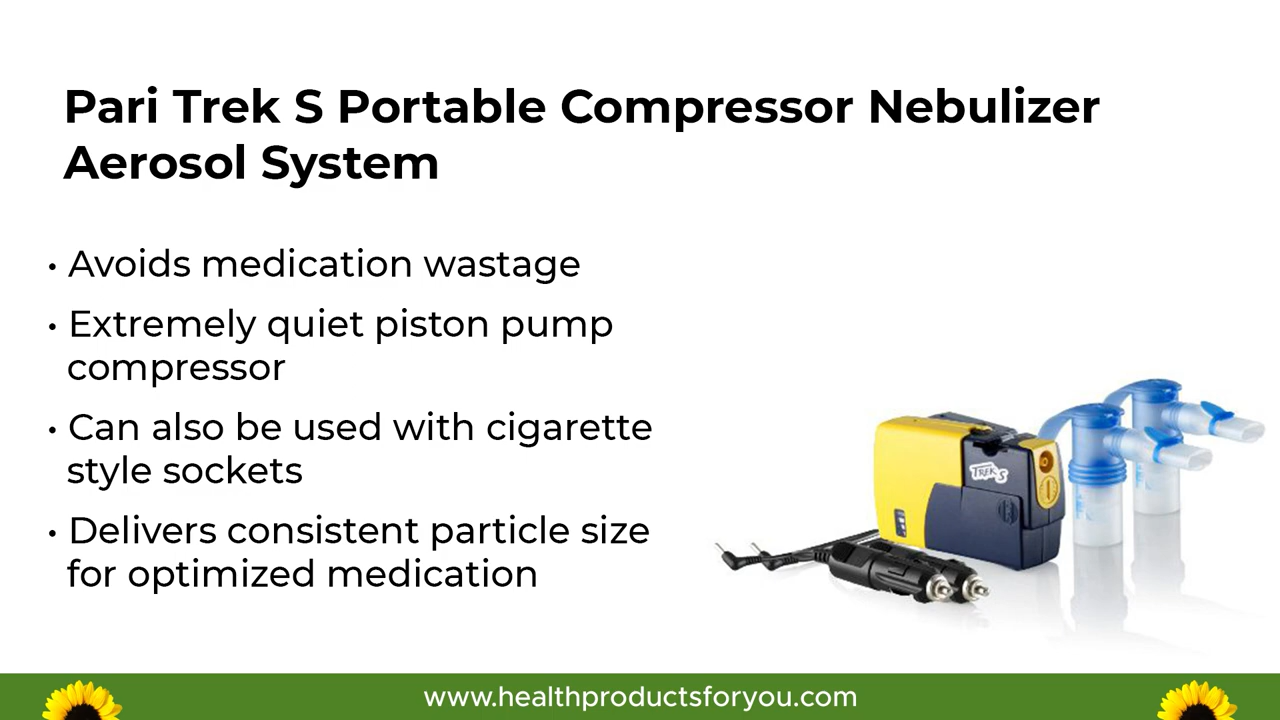 Pari Trek S Portable Compressor Nebulizer
Aerosol System
• Avoids medication wastage
• Extremely quiet piston pump
compressor
• Can also be used with cigarette
style sockets
• Delivers consistent particle size
for optimized medication
TREK S
www.healthproductsforyou.com